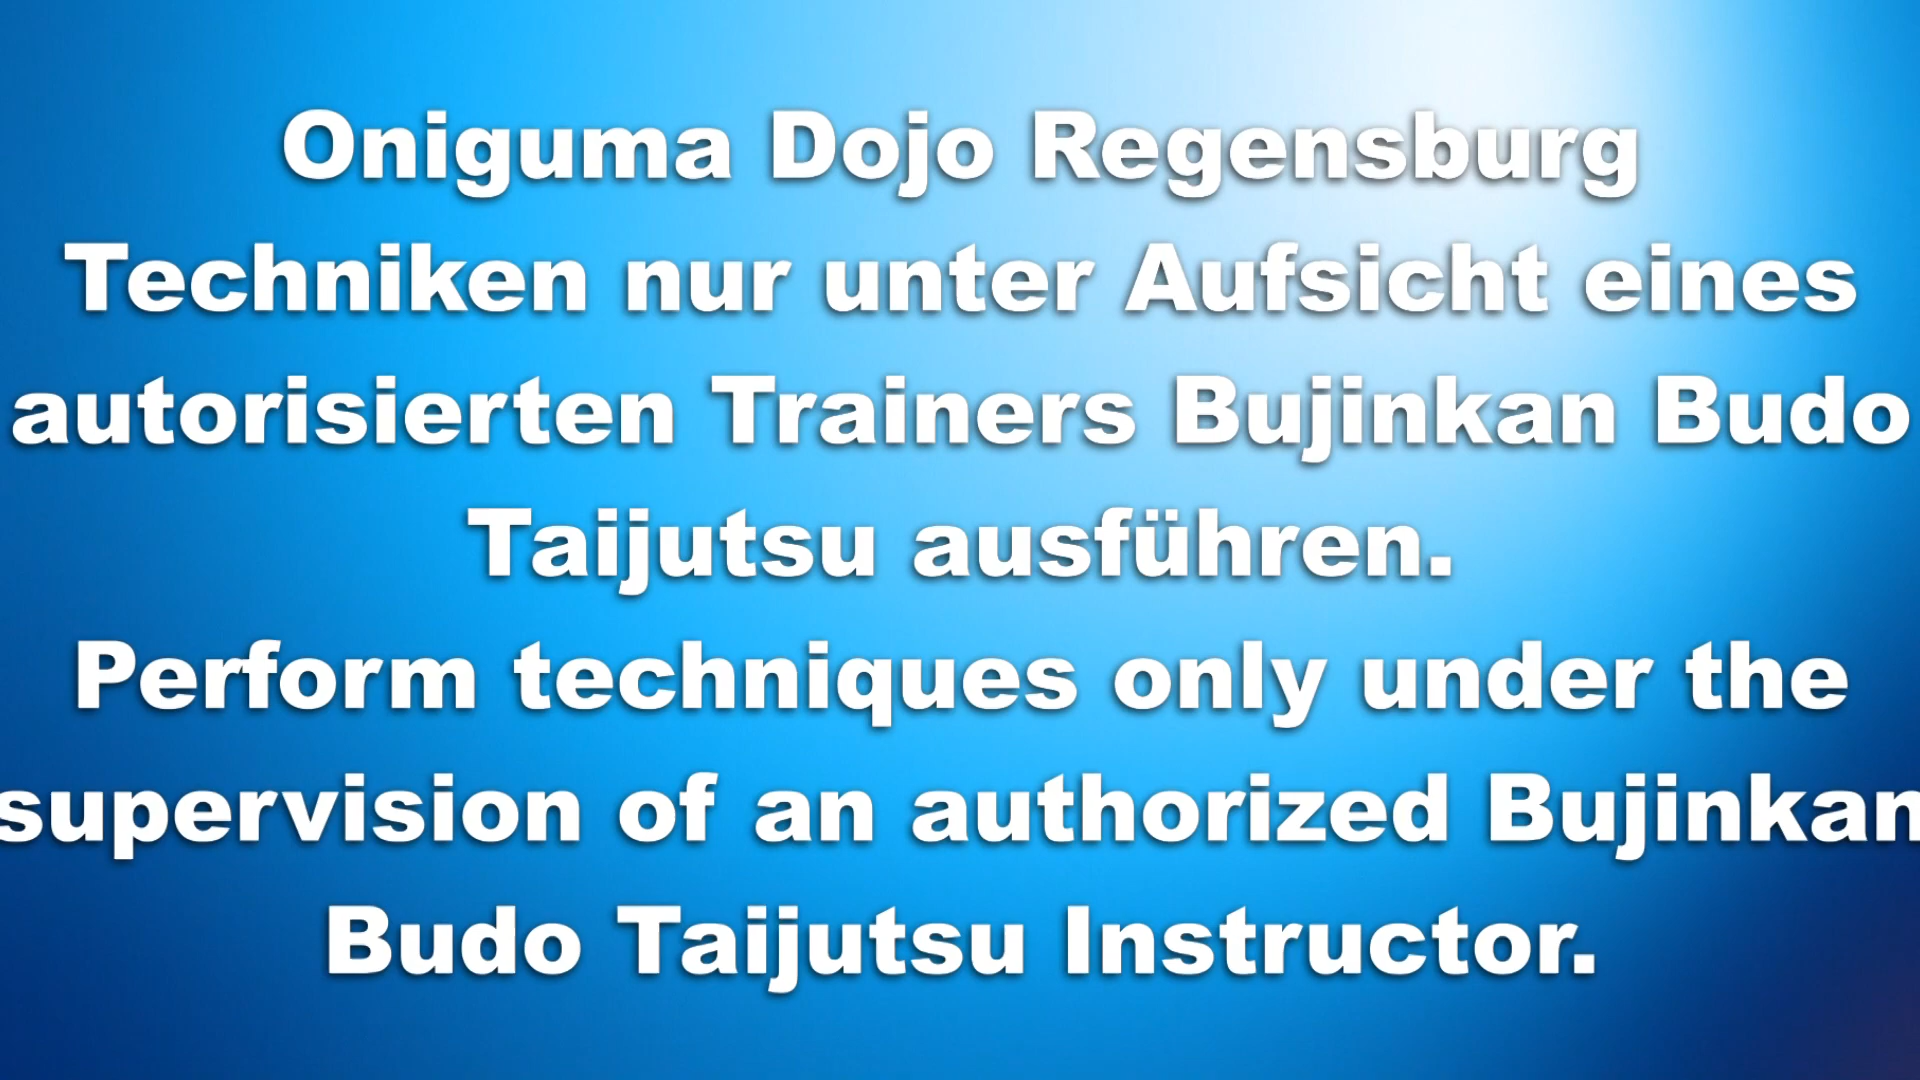 Oniguma Dojo Regensburg
Techniken nur unter Aufsicht eines
autorisierten Trainers Bujinkan Budo
Taijutsu ausführen.
Perform techniques only under the
supervision of an authorized Bujinkan
Budo Taijutsu Instructor.